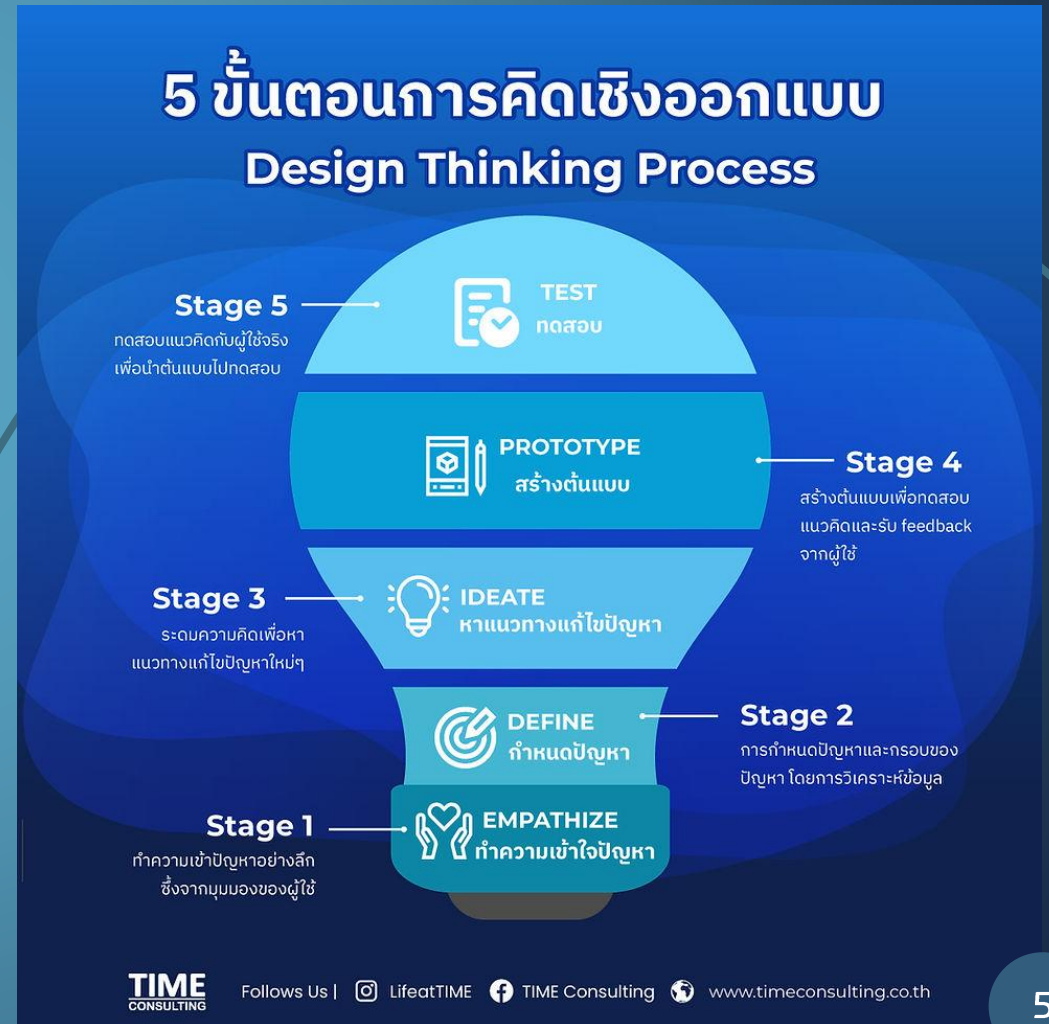 5 ขั้นตอนการคิดเชิงออกแบบ
Design Thinking Process
Stage 5
ทดสอบแนวคิดกับผู้ใช้จริง
เพื่อนำต้นแบบไปทดสอบ
TEST
ทดสอบ
PROTOTYPE
สร้างต้นแบบ
Stage 4
สร้างต้นแบบเพื่อทดสอบ
แนวคิดและรับ feedback
จากผู้ใช้
Stage 3
ระดมความคิดเพื่อหา
แนวทางแก้ไขปัญหาใหม่ๆ
IDEATE
หาแนวทางแก้ไขปัญหา
DEFINE
กำหนดปัญหา
Stage 2
การกำหนดปัญหาและกรอบของ
ปัญหา โดยการวิเคราะห์ข้อมูล
Stage 1
ทำความเข้าปัญหาอย่างลึก
ซึ้งจากมุมมองของผู้ใช้
EMPATHIZE
ทำความเข้าใจปัญหา
TIME
CONSULTING
Follows Us | LifeatTIME TIME Consulting www.timeconsulting.co.th
5